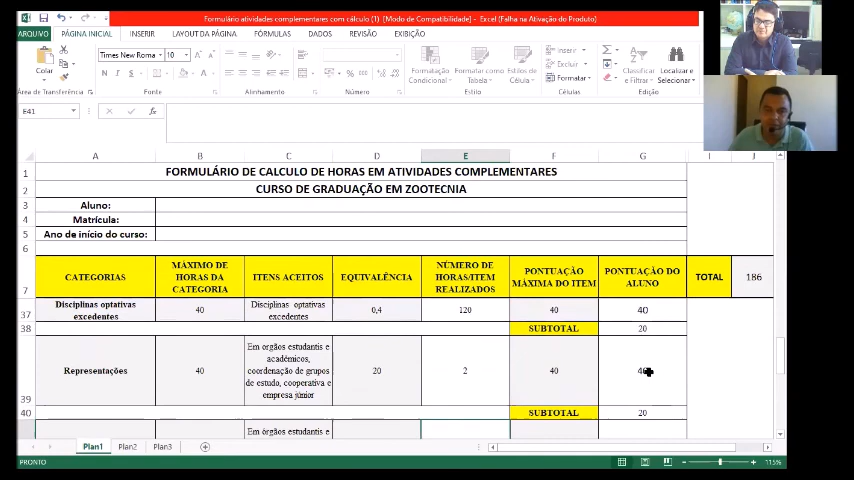 Formulário atividades complementares com cálculo (1) [Modo de Compatibilidade] - Excel (Falha na Ativação do Produto)
ARQUIVO PÁGINA INICIAL INSERIR LAYOUT DA PÁGINA FÓRMULAS DADOS REVISÃO EXIBIÇÃO
Times New Roma 10
Colar
N I S
Formatação Condicional
Formatar como Tabela
Estilos de Célula
Inserir
Excluir
Formatar
Classificar e Filtrar
Localizar e Selecionar
Área de Transferência Fonte Alinhamento Número Estilo Células Edição
E41 fx
A B C D E F G I J
1 FORMULÁRIO DE CALCULO DE HORAS EM ATIVIDADES COMPLEMENTARES
2 CURSO DE GRADUAÇÃO EM ZOOTECNIA
3 Aluno:
4 Matrícula:
5 Ano de início do curso:
6
7 CATEGORIAS MÁXIMO DE HORAS DA CATEGORIA ITENS ACEITOS EQUIVALÊNCIA NÚMERO DE HORAS/ITEM REALIZADOS PONTUAÇÃO MÁXIMA DO ITEM PONTUAÇÃO DO ALUNO TOTAL 186
37 Disciplinas optativas excedentes 40 Disciplinas optativas excedentes 0,4 120 40 40
38 SUBTOTAL 20
39 Representações 40 Em orgãos estudantis e acadêmicos, coordenação de grupos de estudo, cooperativa e empresa júnior 20 2 40
40 SUBTOTAL 20
Em órgãos estudantis e
Plan1 Plan2 Plan3
PRONTO 115%